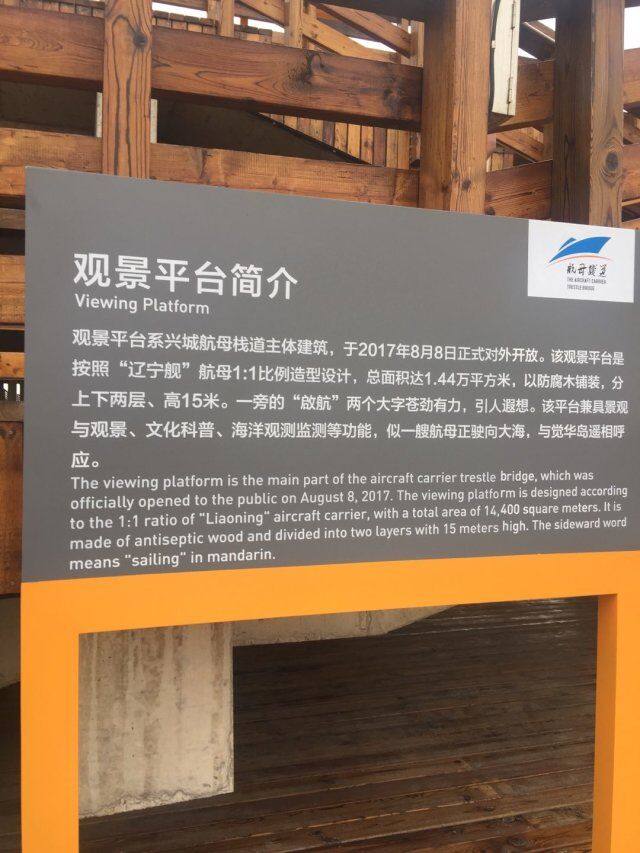 观景平台简介
Viewing Platform
航母栈道
THE AIRCRAFT CARRIER
TRESTLE BRIDGE
观景平台系兴城航母栈道主体建筑，于2017年8月8日正式对外开放。该观景平台是
按照“辽宁舰”航母1:1比例造型设计，总面积达1.44万平方米，以防腐木铺装，分
上下两层、高15米。一旁的“啟航”两个大字苍劲有力，引人遐想。该平台兼具景观
与观景、文化科普、海洋观测监测等功能，似一艘航母正驶向大海，与觉华岛遥相呼
应。
The viewing platform is the main part of the aircraft carrier trestle bridge, which was
officially opened to the public on August 8, 2017. The viewing platform is designed according
to the 1:1 ratio of "Liaoning" aircraft carrier, with a total area of 14,400 square meters. It is
made of antiseptic wood and divided into two layers with 15 meters high. The sideward word
means "sailing" in mandarin.